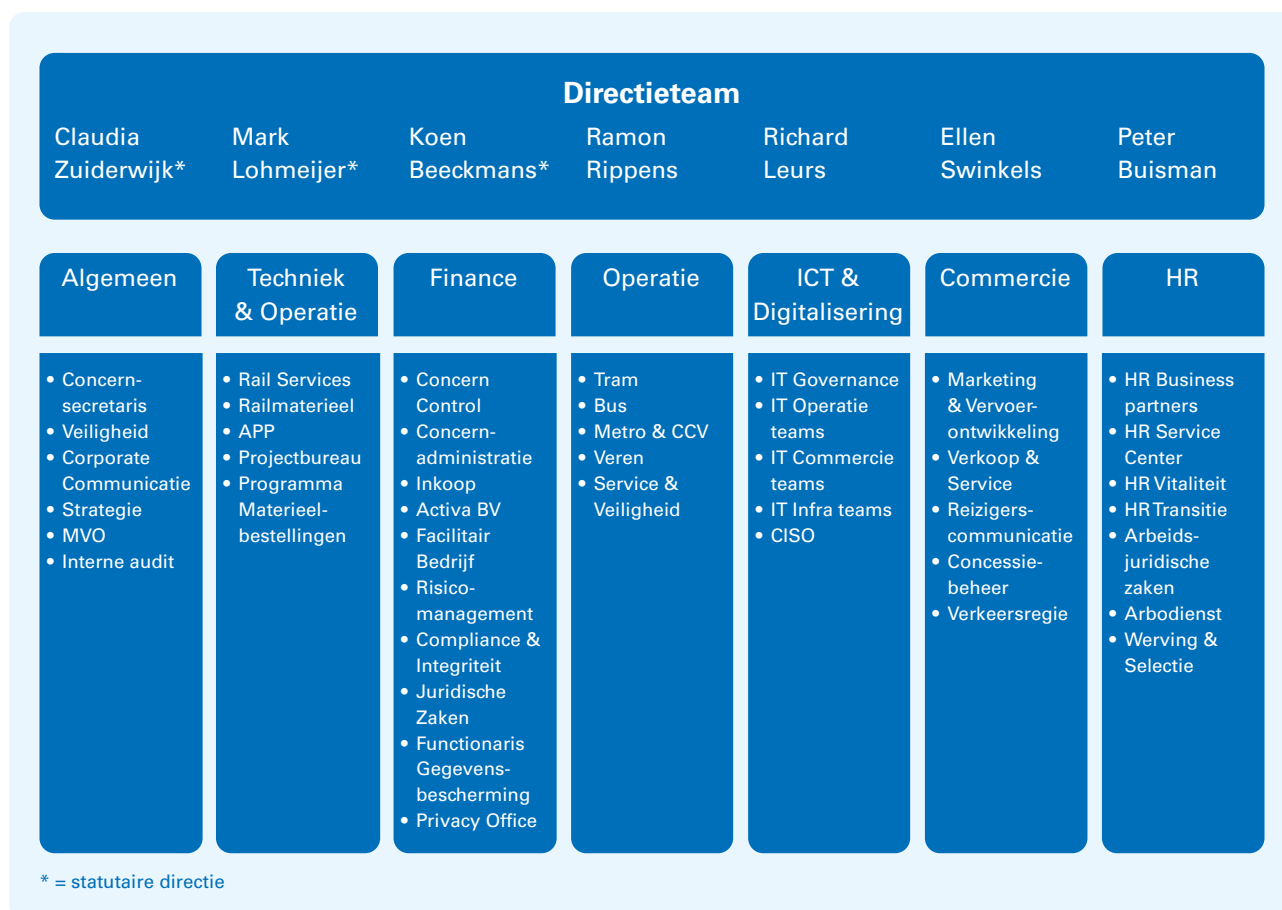 Directieteam
Claudia
Zuiderwijk*
Mark
Lohmeijer*
Koen
Beeckmans*
Ramon
Rippens
Richard
Leurs
Ellen
Swinkels
Peter
Buisman
Algemeen
• Concern-
secretaris
• Veiligheid
• Corporate
Communicatie
• Strategie
• MVO
• Interne audit
Techniek
& Operatie
• Rail Services
• Railmaterieel
• APP
• Projectbureau
• Programma
Materieel-
bestellingen
Finance
• Concern
Control
• Concern-
administratie
• Inkoop
• Activa BV
• Facilitair
Bedrijf
• Risico-
management
• Compliance &
Integriteit
• Juridische
Zaken
• Functionaris
Gegevens-
bescherming
• Privacy Office
Operatie
• Tram
• Bus
• Metro & CCV
• Veren
• Service &
Veiligheid
ICT &
Digitalisering
• IT Governance
• IT Operatie
teams
• IT Commercie
teams
• IT Infra teams
• CISO
Commercie
• Marketing
& Vervoer-
ontwikkeling
• Verkoop &
Service
• Reizigers-
communicatie
• Concessie-
beheer
• Verkeersregie
HR
• HR Business
partners
• HR Service
Center
• HR Vitaliteit
• HR Transitie
• Arbeids-
juridische
zaken
• Arbodienst
• Werving &
Selectie
* = statutaire directie